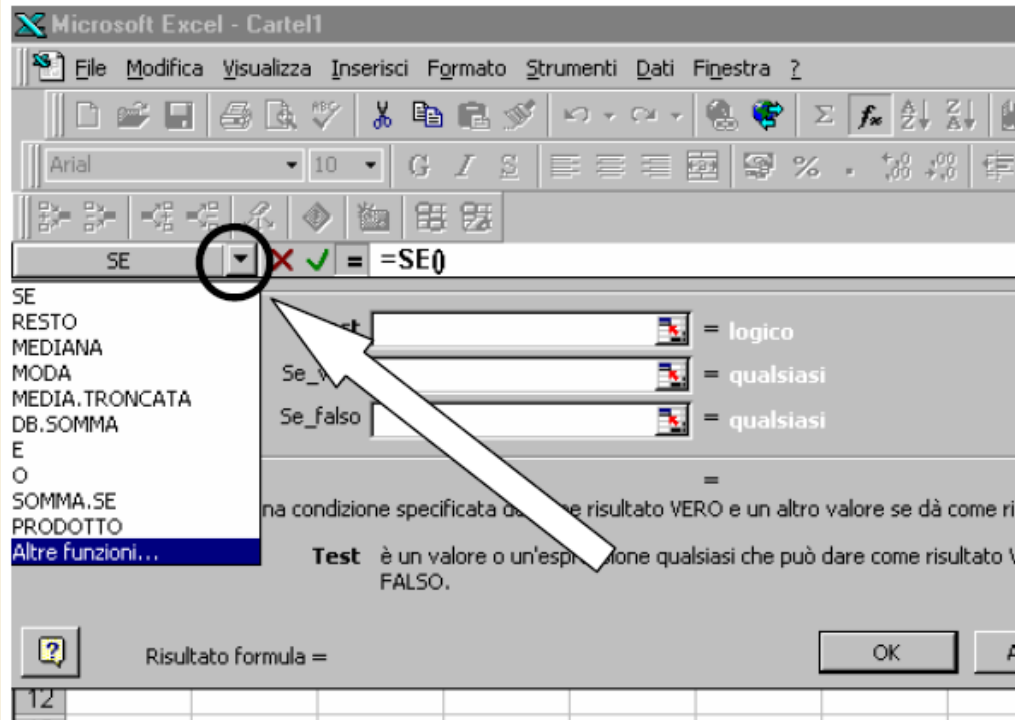 Microsoft Excel - Cartel1
File Modifica Visualizza Inserisci Formato Strumenti Dati Finestra ?
Arial 10 G I S % .
SE = =SE()
SE
RESTO
MEDIANA
MODA
MEDIA.TRONCATA
DB.SOMMA
E
O
SOMMA.SE
PRODOTTO
Altre funzioni...
= logico
= qualsiasi
Se_falso = qualsiasi
=
na condizione specificata risultato VERO e un altro valore se dà come
Test è un valore o un'espressione qualsiasi che può dare come risultato
FALSO.
Risultato formula =
OK
12